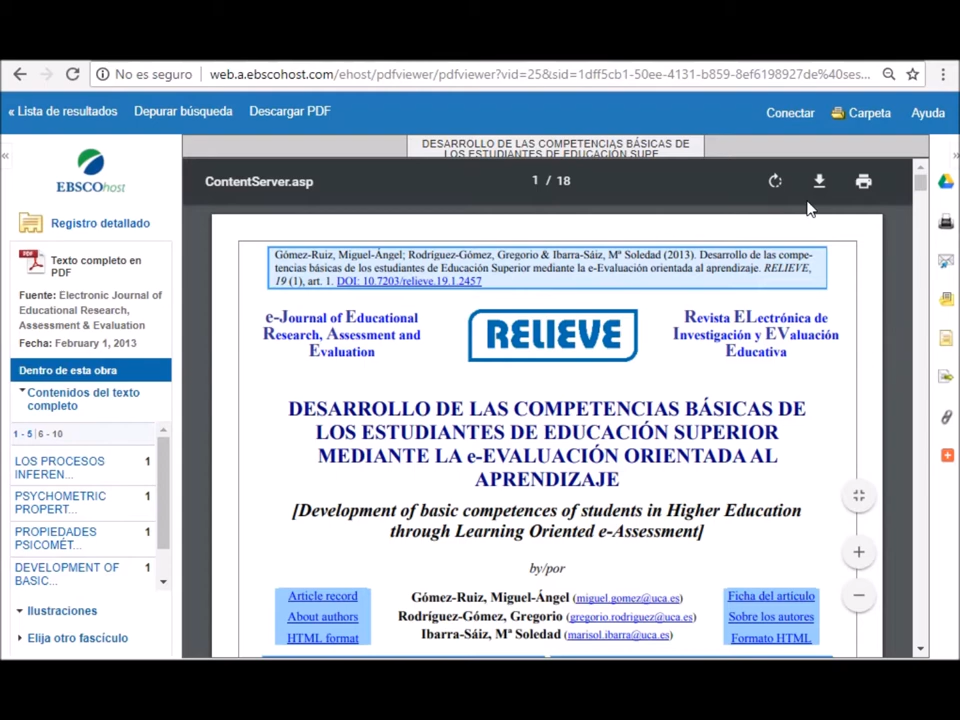 No es seguro
web.a.ebscohost.com/ehost/pdfviewer/pdfviewer?vid=25&sid=1dff5cb1-50ee-4131-b859-8ef6198927de%40ses...
« Lista de resultados
Depurar búsqueda
Descargar PDF
Conectar
Carpeta
Ayuda
EBSCOhost
Registro detallado
Texto completo en
PDF
Fuente: Electronic Journal of
Educational Research,
Assessment & Evaluation
Fecha: February 1, 2013
Dentro de esta obra
Contenidos del texto
completo
1 - 5 | 6 - 10
LOS PROCESOS
INFEREN... 1
PSYCHOMETRIC
PROPERT... 1
PROPIEDADES
PSICOMÉT... 1
DEVELOPMENT OF
BASIC... 1
Ilustraciones
Elija otro fascículo
DESARROLLO DE LAS COMPETENCIAS BÁSICAS DE
LOS ESTUDIANTES DE EDUCACIÓN SUPE
ContentServer.asp
1 / 18
Gómez-Ruiz, Miguel-Ángel; Rodríguez-Gómez, Gregorio & Ibarra-Sáiz, Mª Soledad (2013). Desarrollo de las compe-
tencias básicas de los estudiantes de Educación Superior mediante la e-Evaluación orientada al aprendizaje. RELIEVE,
19 (1), art. 1. DOI: 10.7203/relieve.19.1.2457
e-Journal of Educational
Research, Assessment and
Evaluation
RELIEVE
Revista ELectrónica de
Investigación y EValuación
Educativa
DESARROLLO DE LAS COMPETENCIAS BÁSICAS DE
LOS ESTUDIANTES DE EDUCACIÓN SUPERIOR
MEDIANTE LA e-EVALUACIÓN ORIENTADA AL
APRENDIZAJE
[Development of basic competences of students in Higher Education
through Learning Oriented e-Assessment]
by/por
Article record
About authors
HTML format
Gómez-Ruiz, Miguel-Ángel (miguel.gomez@uca.es)
Rodríguez-Gómez, Gregorio (gregorio.rodriguez@uca.es)
Ibarra-Sáiz, Mª Soledad (marisol.ibarra@uca.es)
Ficha del artículo
Sobre los autores
Formato HTML